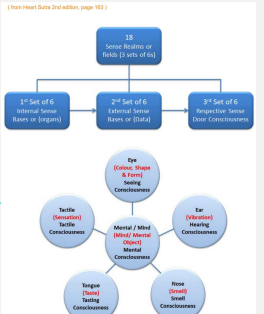 ( from Heart Sutra 2nd edition, page 163 )
18
Sense Realms or
fields (3 sets of 6s)
1st Set of 6
Internal Sense
Bases or (organs)
2nd Set of 6
External Sense
Bases or (Data)
3rd Set of 6
Respective Sense
Door Consciousness
Eye
(Colour, Shape
& Form)
Seeing
Consciousness
Tactile
(Sensation)
Tactile
Consciousness
Mental / Mind
(Mind/ Mental
Object)
Mental
Consciousness
Ear
(Vibration)
Hearing
Consciousness
Tongue
(Taste)
Tasting
Consciousness
Nose
(Smell)
Smell
Consciousness